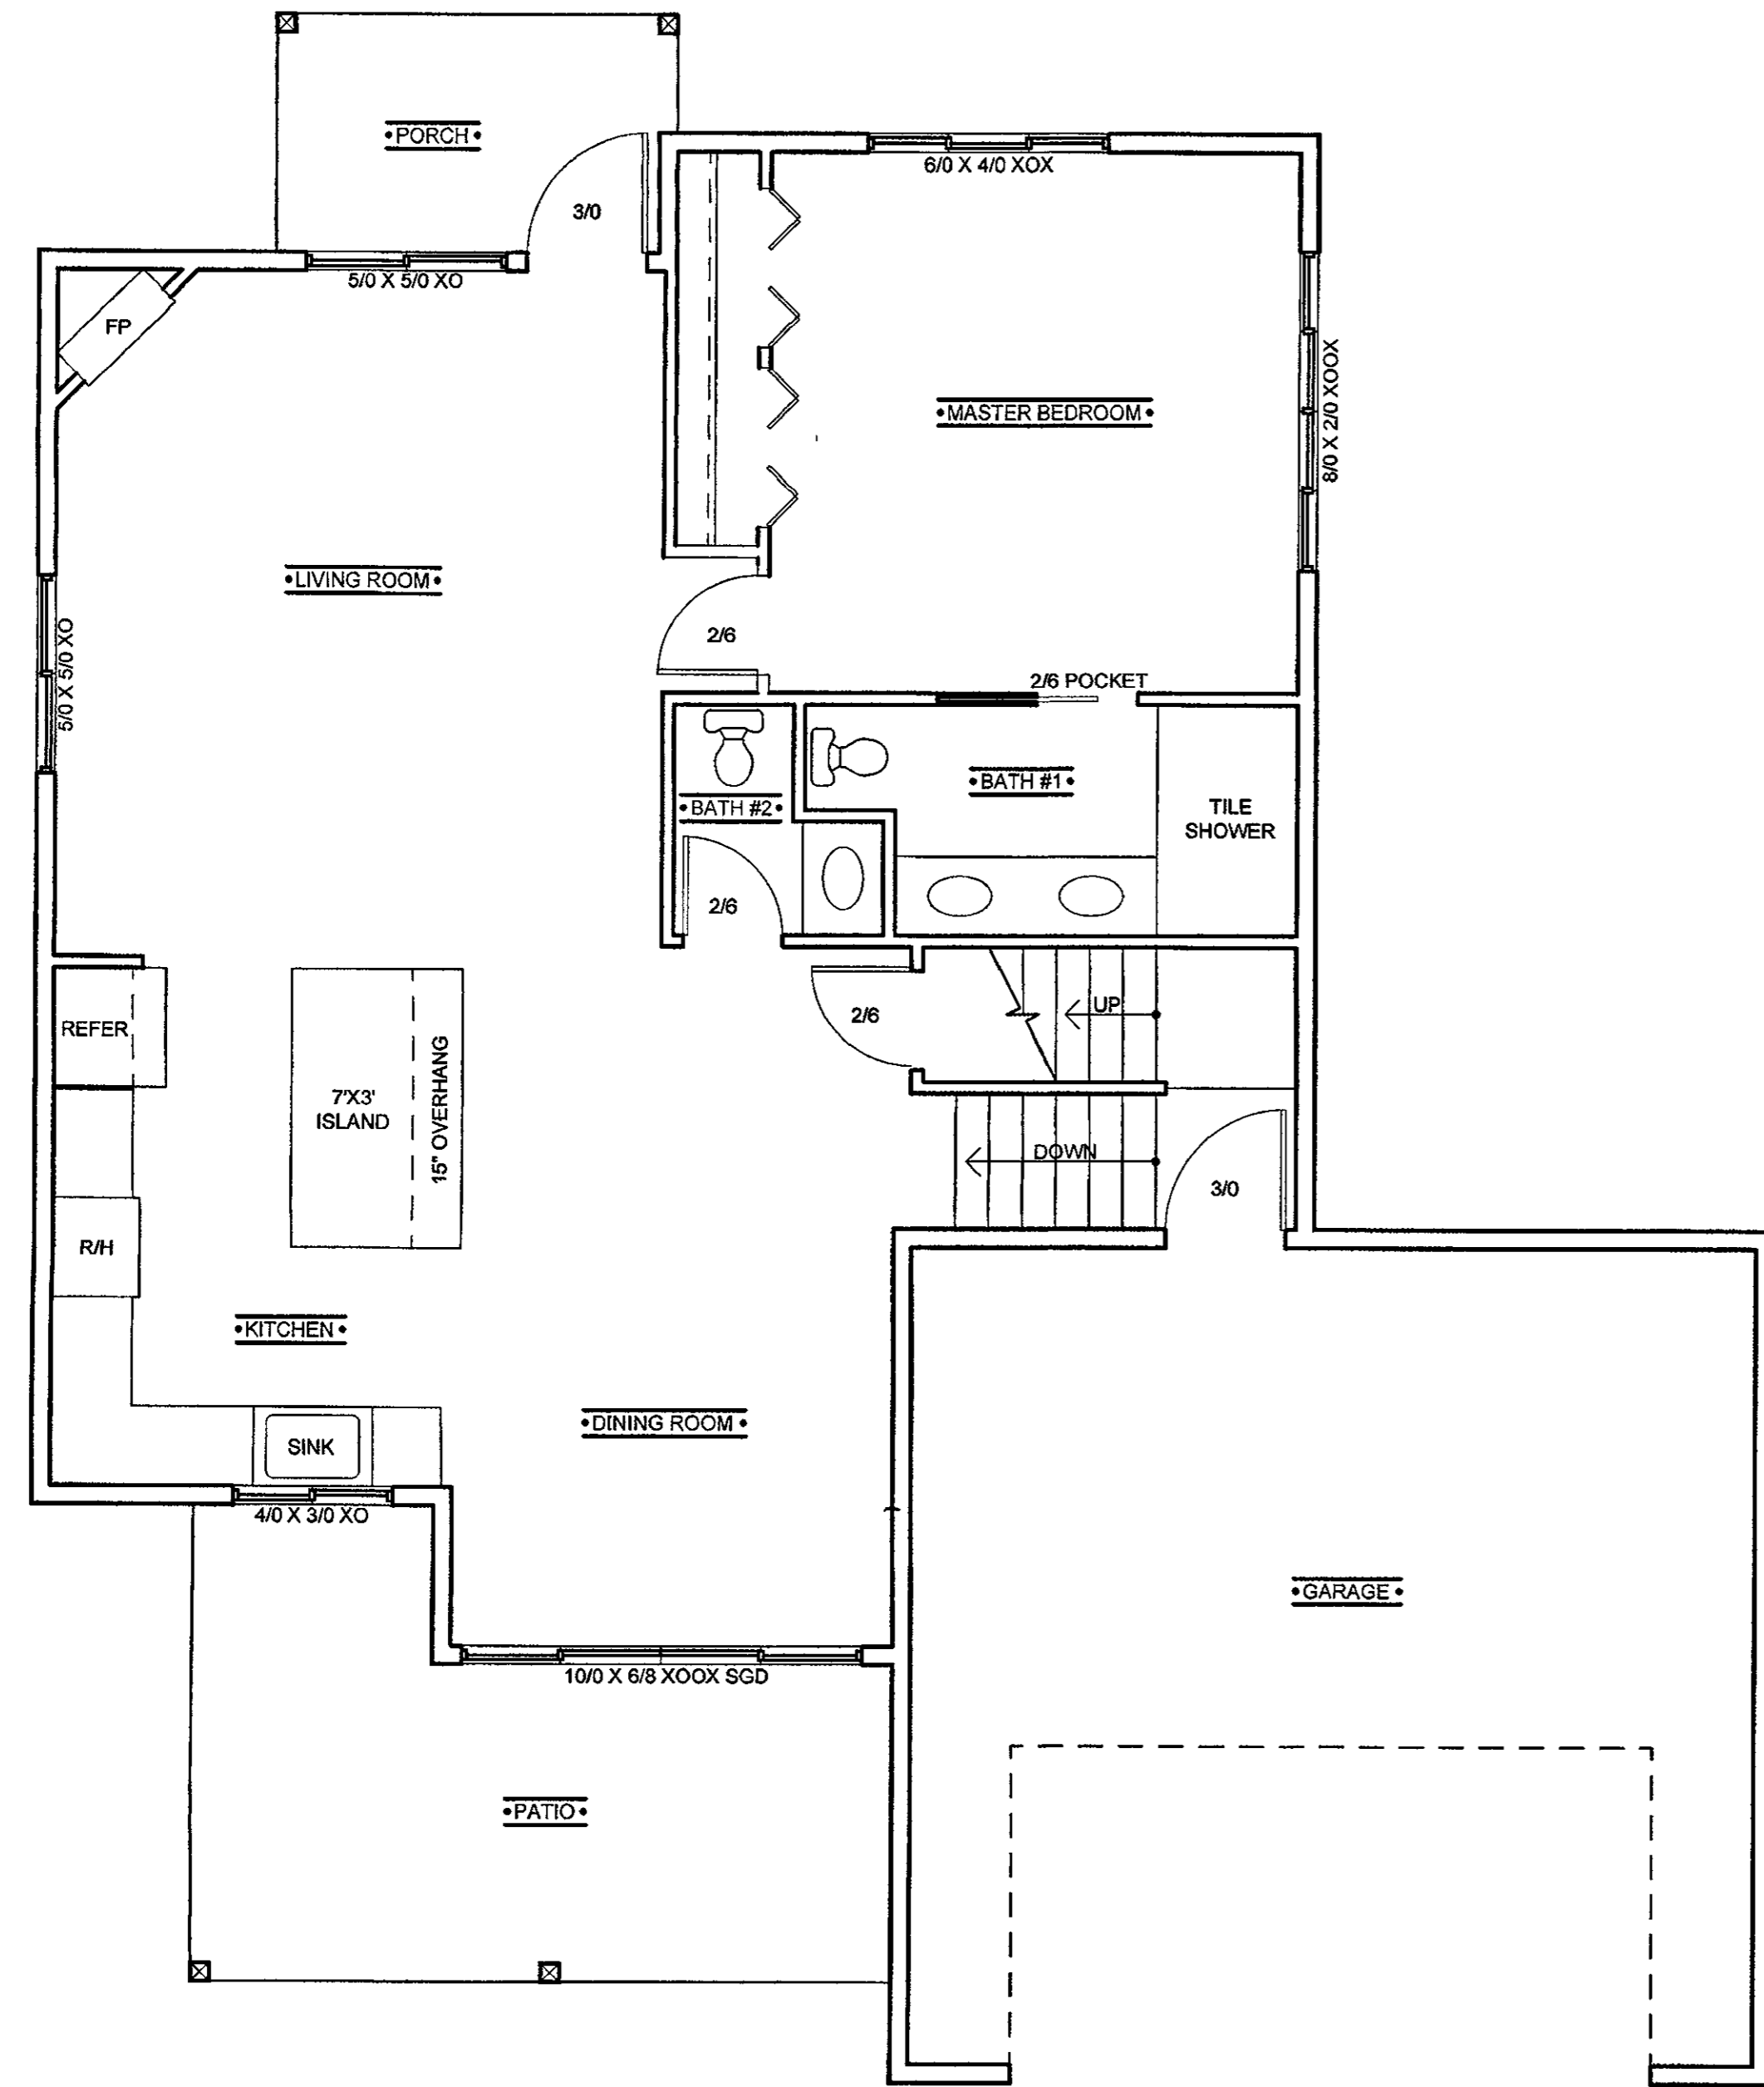 •PORCH•
6/0 X 4/0 XOX
3/0
5/0 X 5/0 XO
FP
8/0 X 2/0 XOOX
•MASTER BEDROOM•
•LIVING ROOM•
5/0 X 5/0 XO
2/6
2/6 POCKET
•BATH #1•
•BATH #2•
TILE
SHOWER
2/6
REFER
2/6
UP
7'X3'
ISLAND
15" OVERHANG
DOWN
3/0
R/H
•KITCHEN•
•DINING ROOM•
SINK
4/0 X 3/0 XO
•GARAGE•
10/0 X 6/8 XOOX SGD
•PATIO•